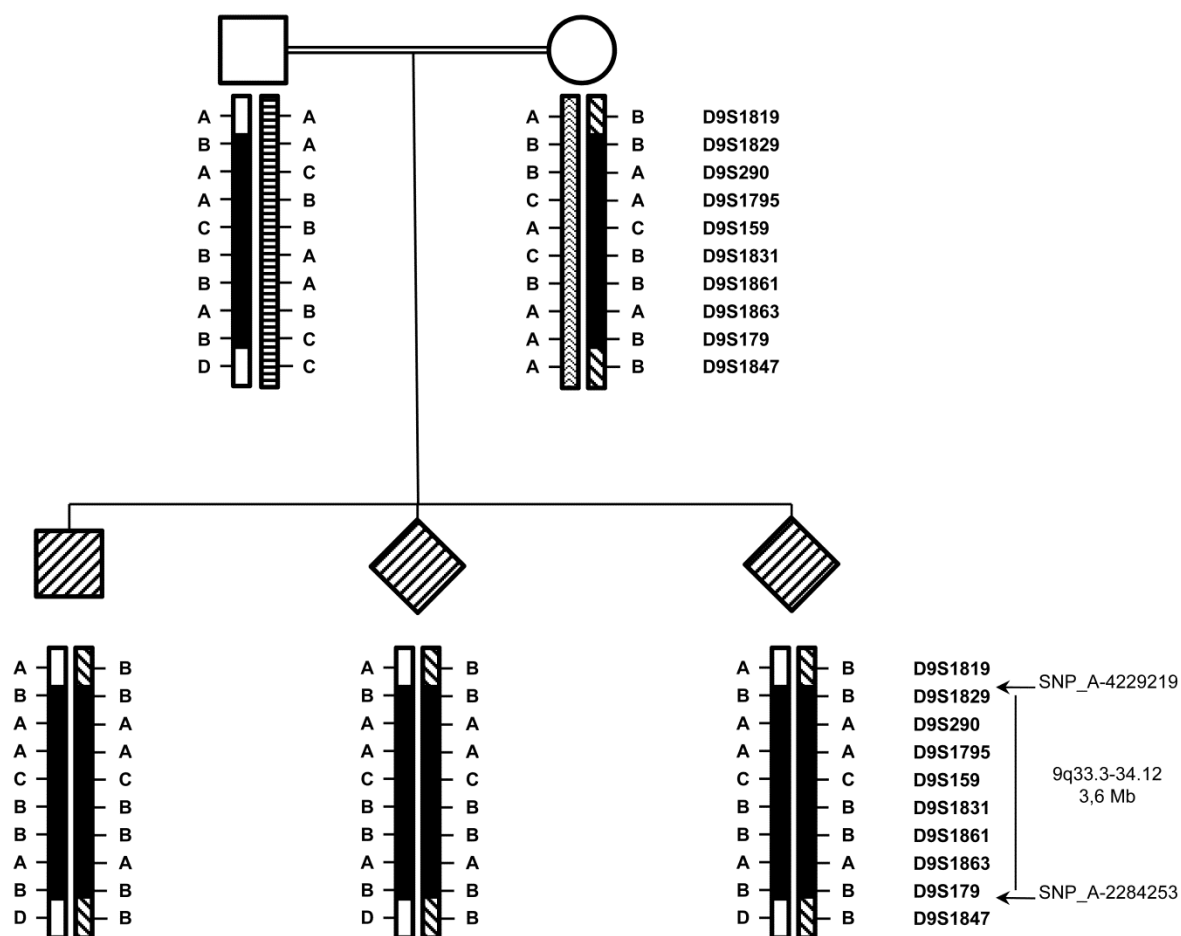 A A A B D9S1819
B A B B D9S1829
A C B A D9S290
A B C A D9S1795
C B A C D9S159
B A C B D9S1831
B A B B D9S1861
A B A A D9S1863
B C A B D9S179
D C A B D9S1847
A B A B A B D9S1819
SNP_A-4229219
B B B B B B D9S1829
A A A A A A D9S290
A A A A A A D9S1795
C C C C C C D9S159
9q33.3-34.12
3,6 Mb
B B B B B B D9S1831
B B B B B B D9S1861
A A A A A A D9S1863
B B B B B B D9S179
SNP_A-2284253
D B D B D B D9S1847